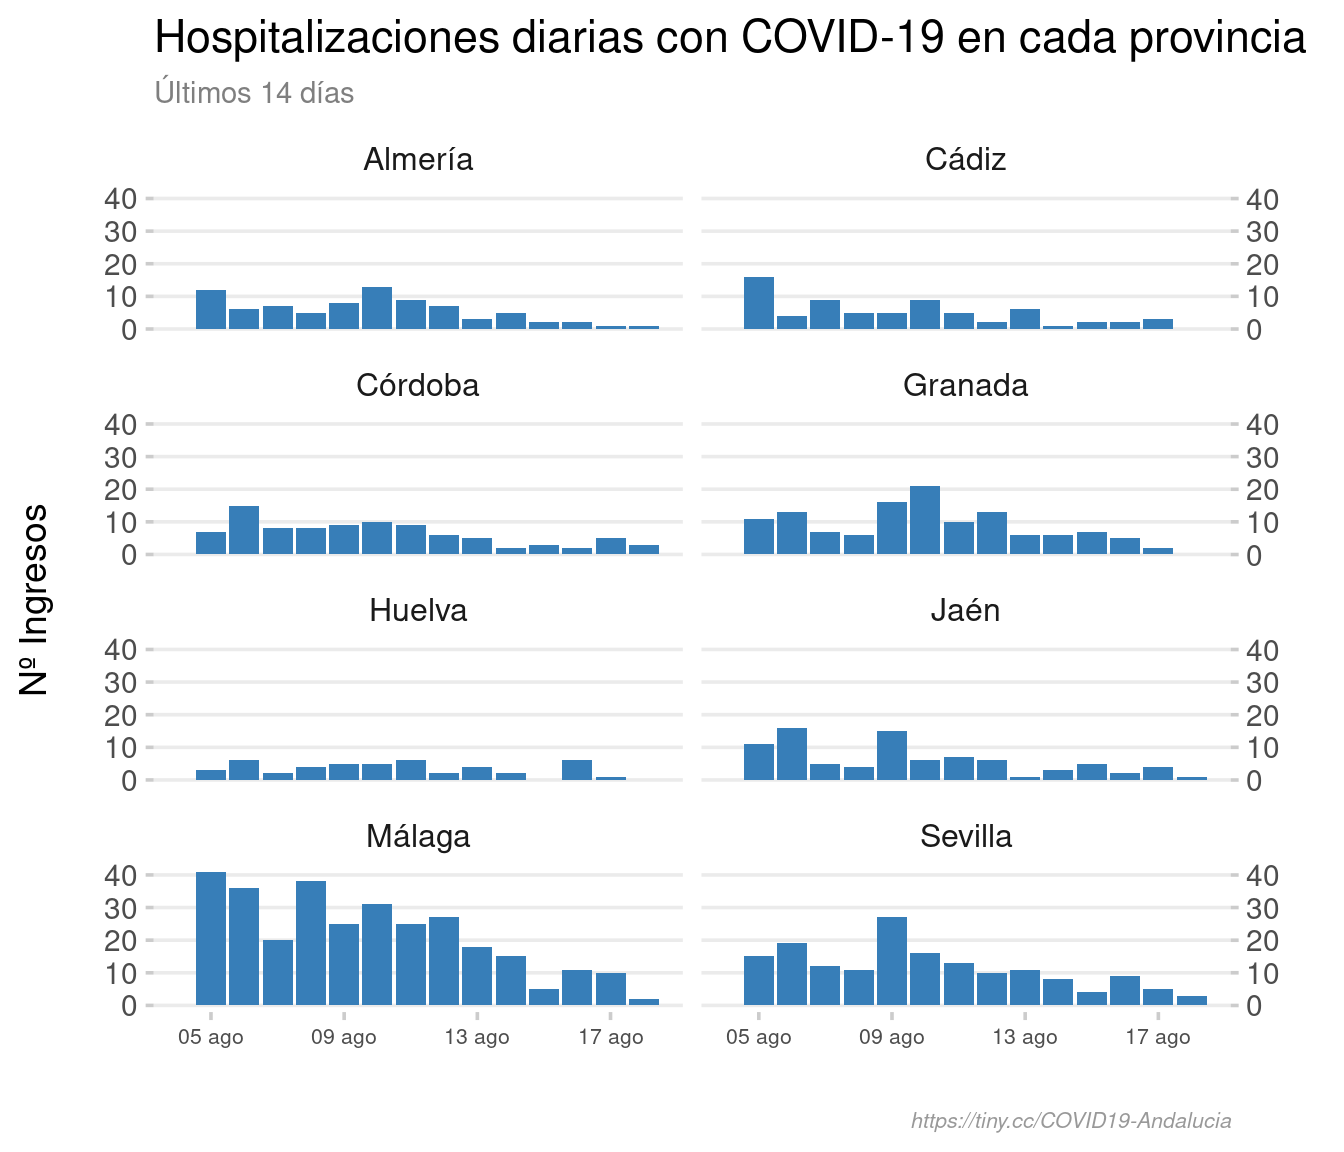 Hospitalizaciones diarias con COVID-19 en cada provincia
Últimos 14 días
Almería
Cádiz
40
30
20
10
0
40
30
20
10
0
Córdoba
Granada
40
30
20
10
0
40
30
20
10
0
Nº Ingresos
Huelva
Jaén
40
30
20
10
0
40
30
20
10
0
Málaga
Sevilla
40
30
20
10
0
40
30
20
10
0
05 ago 09 ago 13 ago 17 ago
05 ago 09 ago 13 ago 17 ago
https://tiny.cc/COVID19-Andalucia